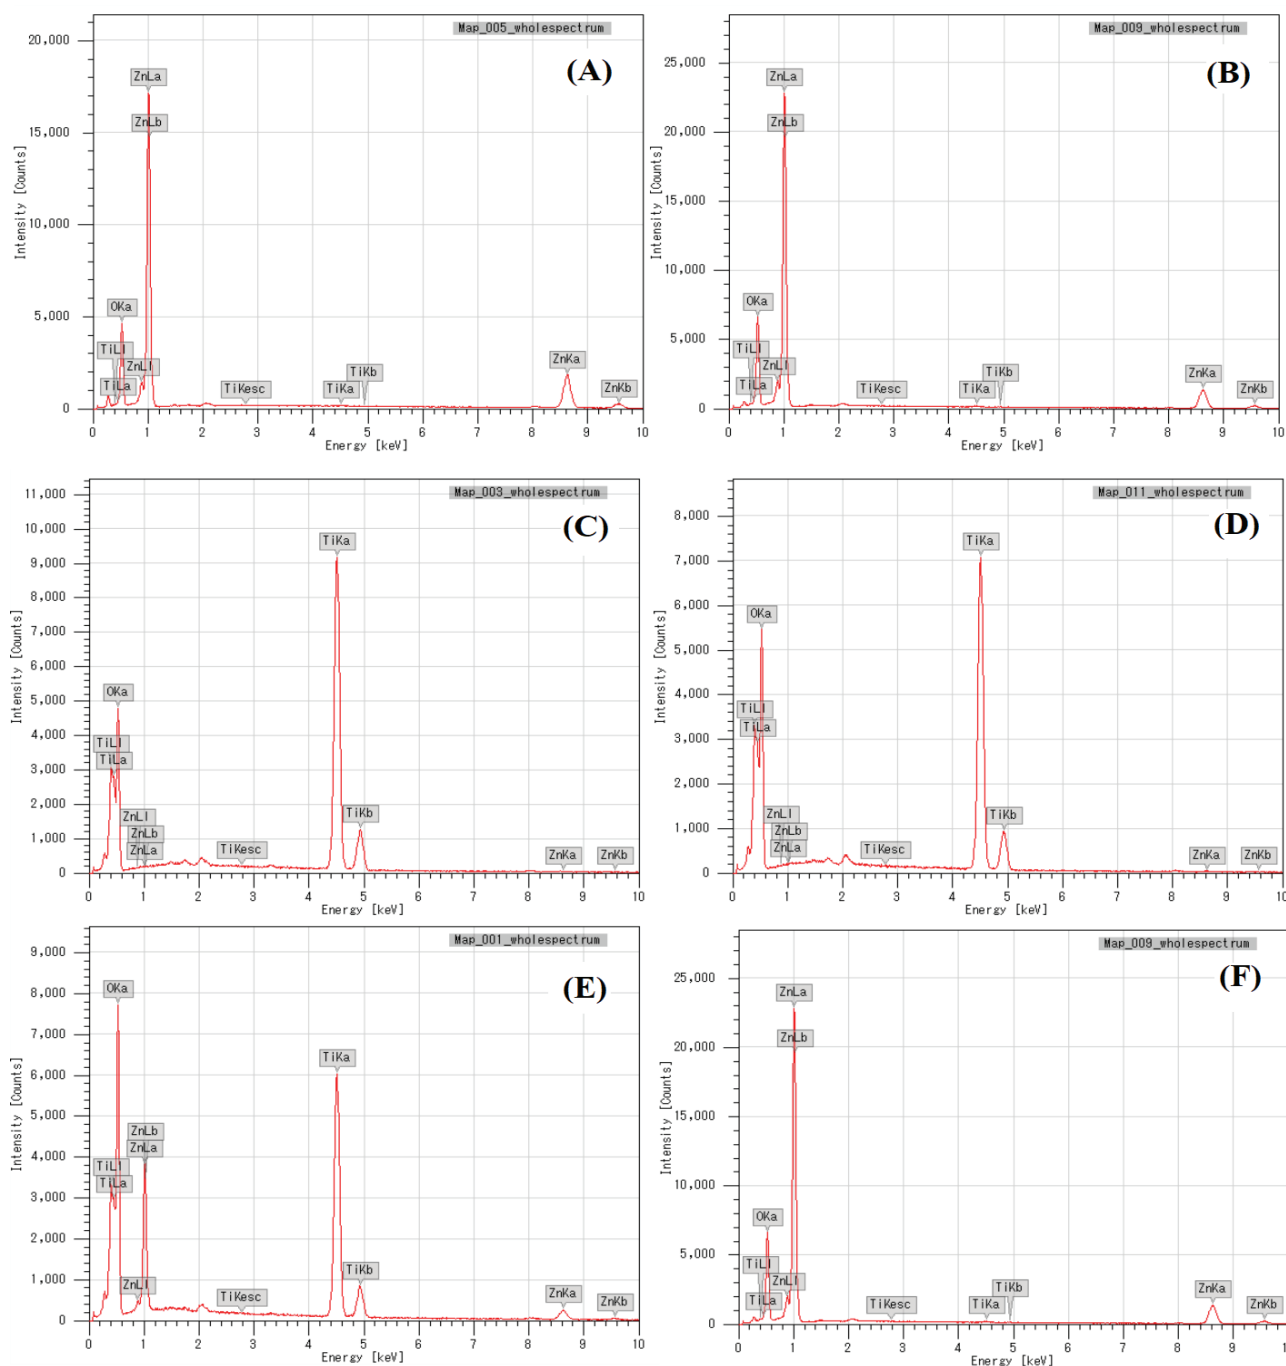 Map_005_wholespectrum
(A)
20,000
15,000
10,000
5,000
0
Intensity [Counts]
ZnLa
ZnLb
OKa
TiLl
TiLa
ZnLl
TiKesc
TiKa
TiKb
ZnKa
ZnKb
0 1 2 3 4 5 6 7 8 9 10
Energy [keV]
Map_009_wholespectrum
(B)
25,000
20,000
15,000
10,000
5,000
0
Intensity [Counts]
ZnLa
ZnLb
OKa
TiLl
TiLa
ZnLl
TiKesc
TiKa
TiKb
ZnKa
ZnKb
0 1 2 3 4 5 6 7 8 9 10
Energy [keV]
Map_003_wholespectrum
(C)
11,000
10,000
9,000
8,000
7,000
6,000
5,000
4,000
3,000
2,000
1,000
0
Intensity [Counts]
TiKa
OKa
TiLl
TiLa
ZnLl
ZnLb
ZnLa
TiKesc
TiKb
ZnKa
ZnKb
0 1 2 3 4 5 6 7 8 9 10
Energy [keV]
Map_011_wholespectrum
(D)
8,000
7,000
6,000
5,000
4,000
3,000
2,000
1,000
0
Intensity [Counts]
TiKa
OKa
TiLl
TiLa
ZnLl
ZnLb
ZnLa
TiKesc
TiKb
ZnKa
ZnKb
0 1 2 3 4 5 6 7 8 9 10
Energy [keV]
Map_001_wholespectrum
(E)
9,000
8,000
7,000
6,000
5,000
4,000
3,000
2,000
1,000
0
Intensity [Counts]
OKa
TiKa
ZnLb
ZnLa
TiLl
TiLa
ZnLl
TiKesc
TiKb
ZnKa
ZnKb
0 1 2 3 4 5 6 7 8 9 10
Energy [keV]
Map_009_wholespectrum
(F)
25,000
20,000
15,000
10,000
5,000
0
Intensity [Counts]
ZnLa
ZnLb
OKa
TiLl
TiLa
ZnLl
TiKesc
TiKa
TiKb
ZnKa
ZnKb
0 1 2 3 4 5 6 7 8 9 10
Energy [keV]